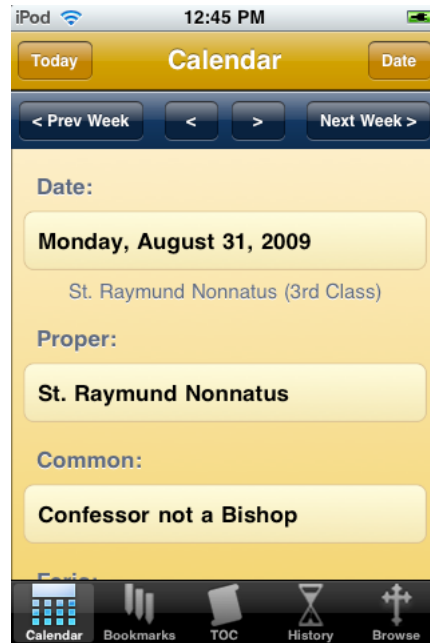 iPod 12:45 PM
Today Calendar Date
< Prev Week < > Next Week >
Date:
Monday, August 31, 2009
St. Raymund Nonnatus (3rd Class)
Proper:
St. Raymund Nonnatus
Common:
Confessor not a Bishop
Feria:
Calendar Bookmarks TOC History Browse